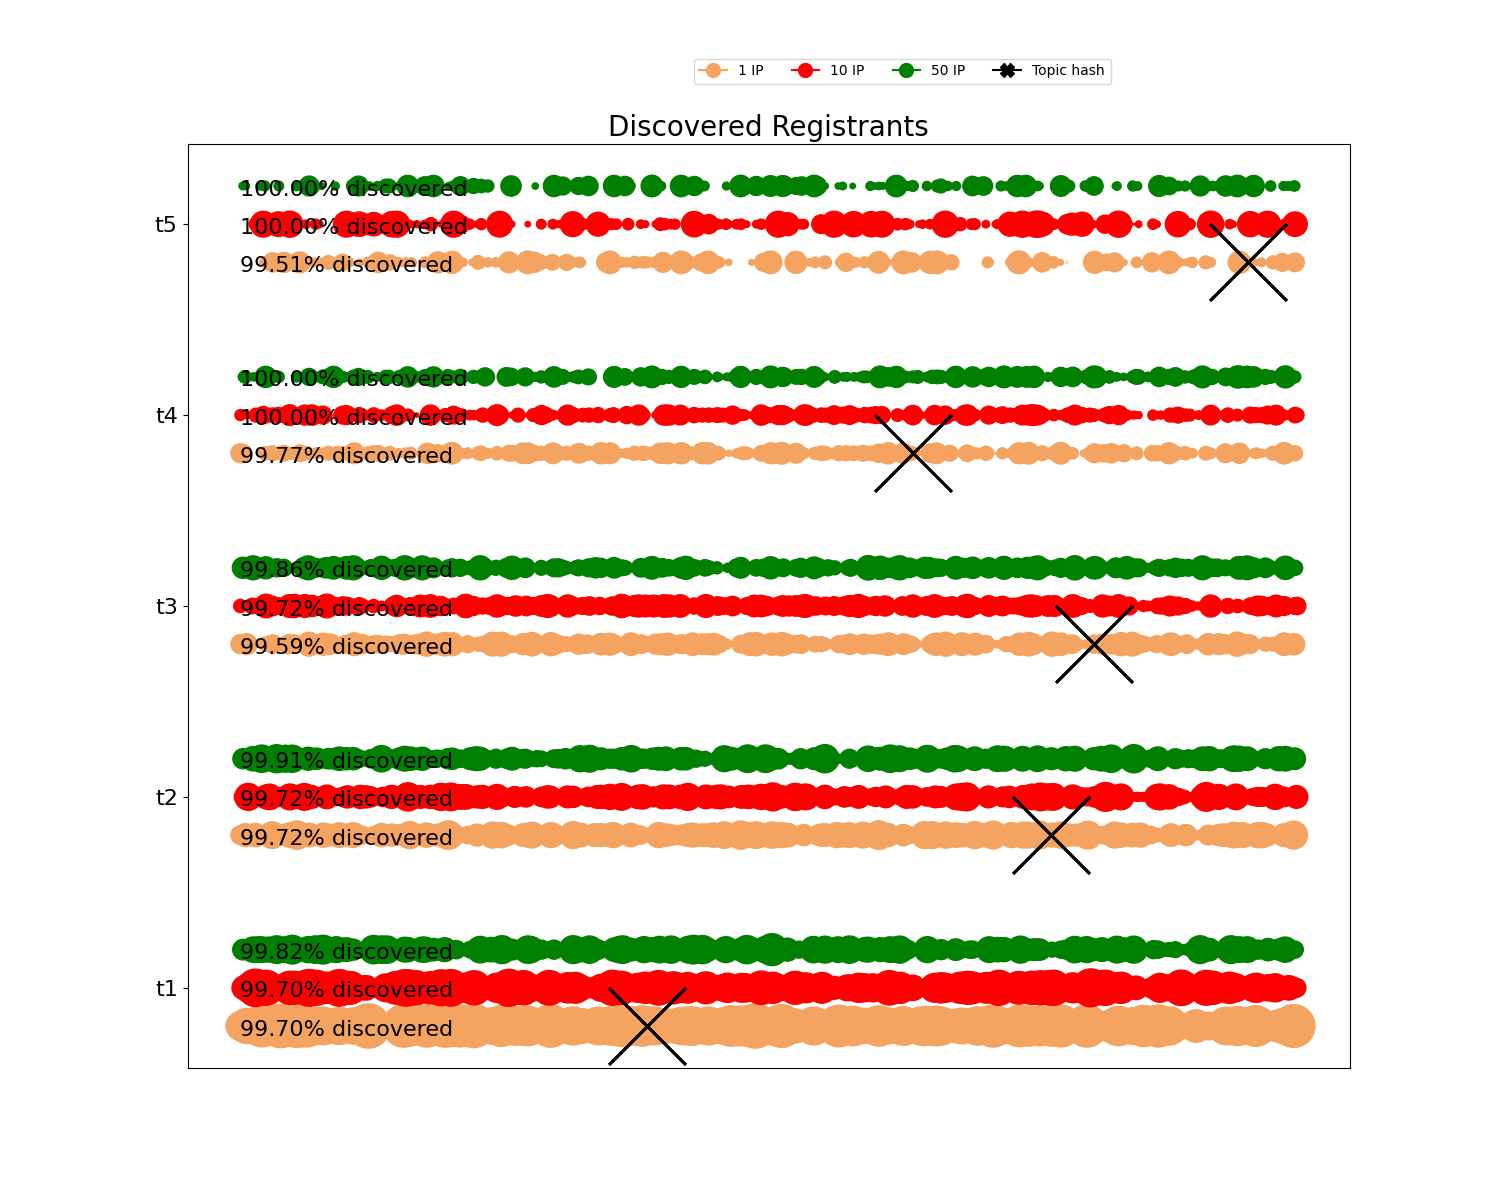 1 IP 10 IP 50 IP Topic hash
Discovered Registrants
100.00% discovered
t5 100.00% discovered
99.51% discovered
100.00% discovered
t4 100.00% discovered
99.77% discovered
99.86% discovered
t3 99.72% discovered
99.59% discovered
99.91% discovered
t2 99.72% discovered
99.72% discovered
99.82% discovered
t1 99.70% discovered
99.70% discovered